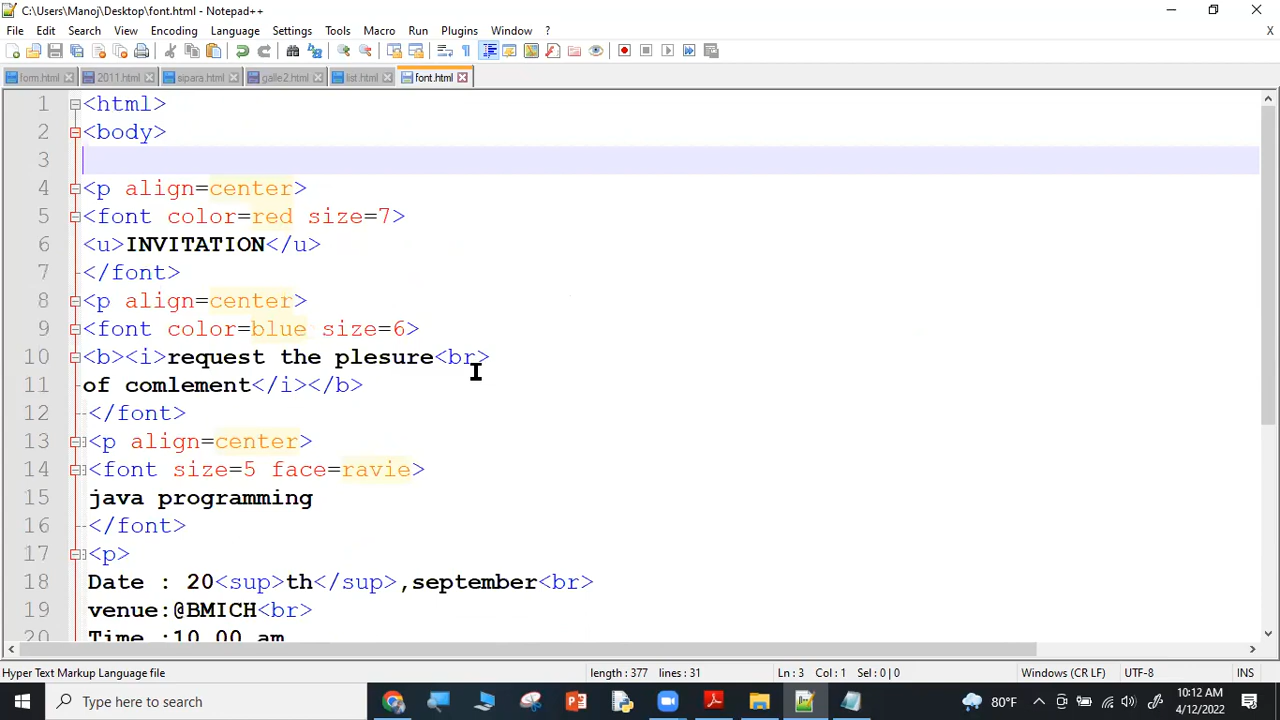 C:\Users\Manoj\Desktop\font.html - Notepad++
File Edit Search View Encoding Language Settings Tools Macro Run Plugins Window ? X
form.html 2011.html sipara.html galle2.html list.html font.html
1 <html>
2 <body>
3
4 <p align=center>
5 <font color=red size=7>
6 <u>INVITATION</u>
7 </font>
8 <p align=center>
9 <font color=blue size=6>
10 <b><i>request the plesure<br>
11 of comlement</i></b>
12 </font>
13 <p align=center>
14 <font size=5 face=ravie>
15 java programming
16 </font>
17 <p>
18 Date : 20<sup>th</sup>,september<br>
19 venue:@BMICH<br>
20 Time :10.00 am
Hyper Text Markup Language file length : 377 lines : 31 Ln : 3 Col : 1 Sel : 0 | 0 Windows (CR LF) UTF-8 INS
Type here to search 80°F 10:12 AM
4/12/2022